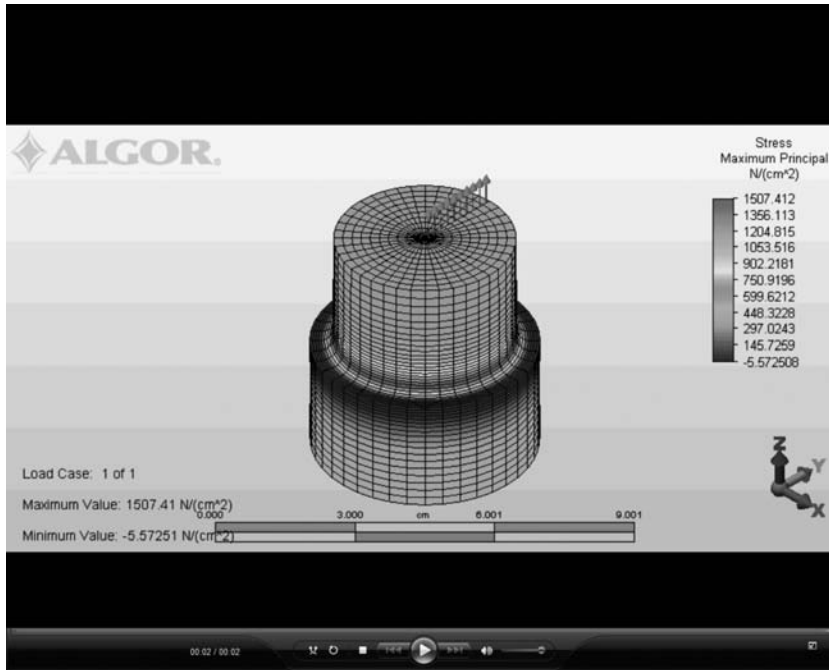 ALGOR.
Stress
Maximum Principal
N/(cm^2)
1507.412
1356.113
1204.815
1053.516
902.2181
750.9196
599.6212
448.3228
297.0243
145.7259
-5.572508
Load Case: 1 of 1
Maximum Value: 1507.41 N/(cm^2)
Minimum Value: -5.57251 N/(cm^2)
0.000 3.000 cm 6.001 9.001
Z
Y
X
00:02 / 00:02